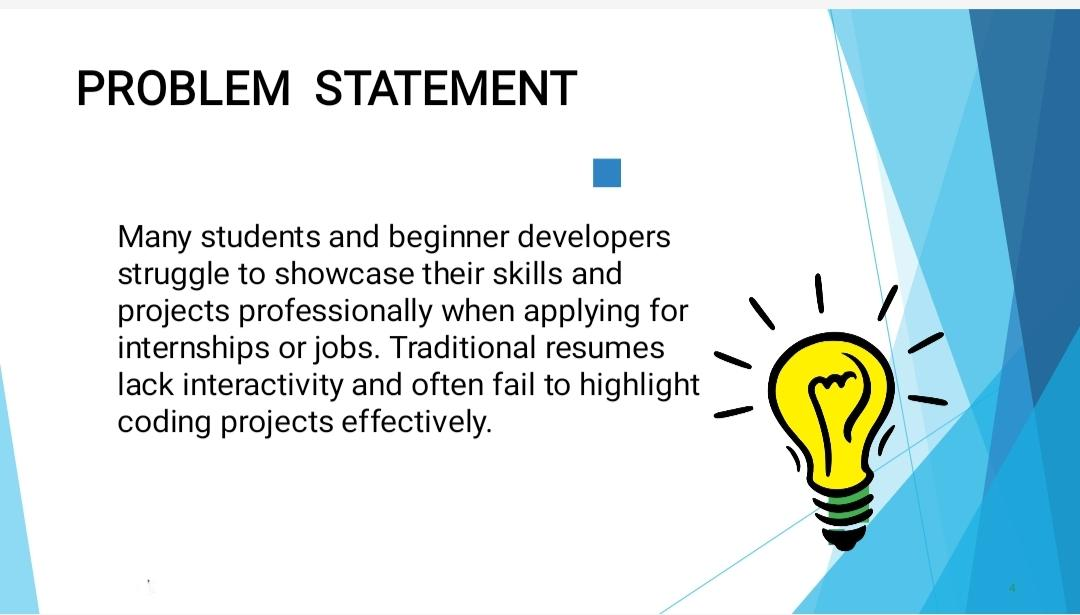 PROBLEM STATEMENT
Many students and beginner developers
struggle to showcase their skills and
projects professionally when applying for
internships or jobs. Traditional resumes
lack interactivity and often fail to highlight
coding projects effectively.
4